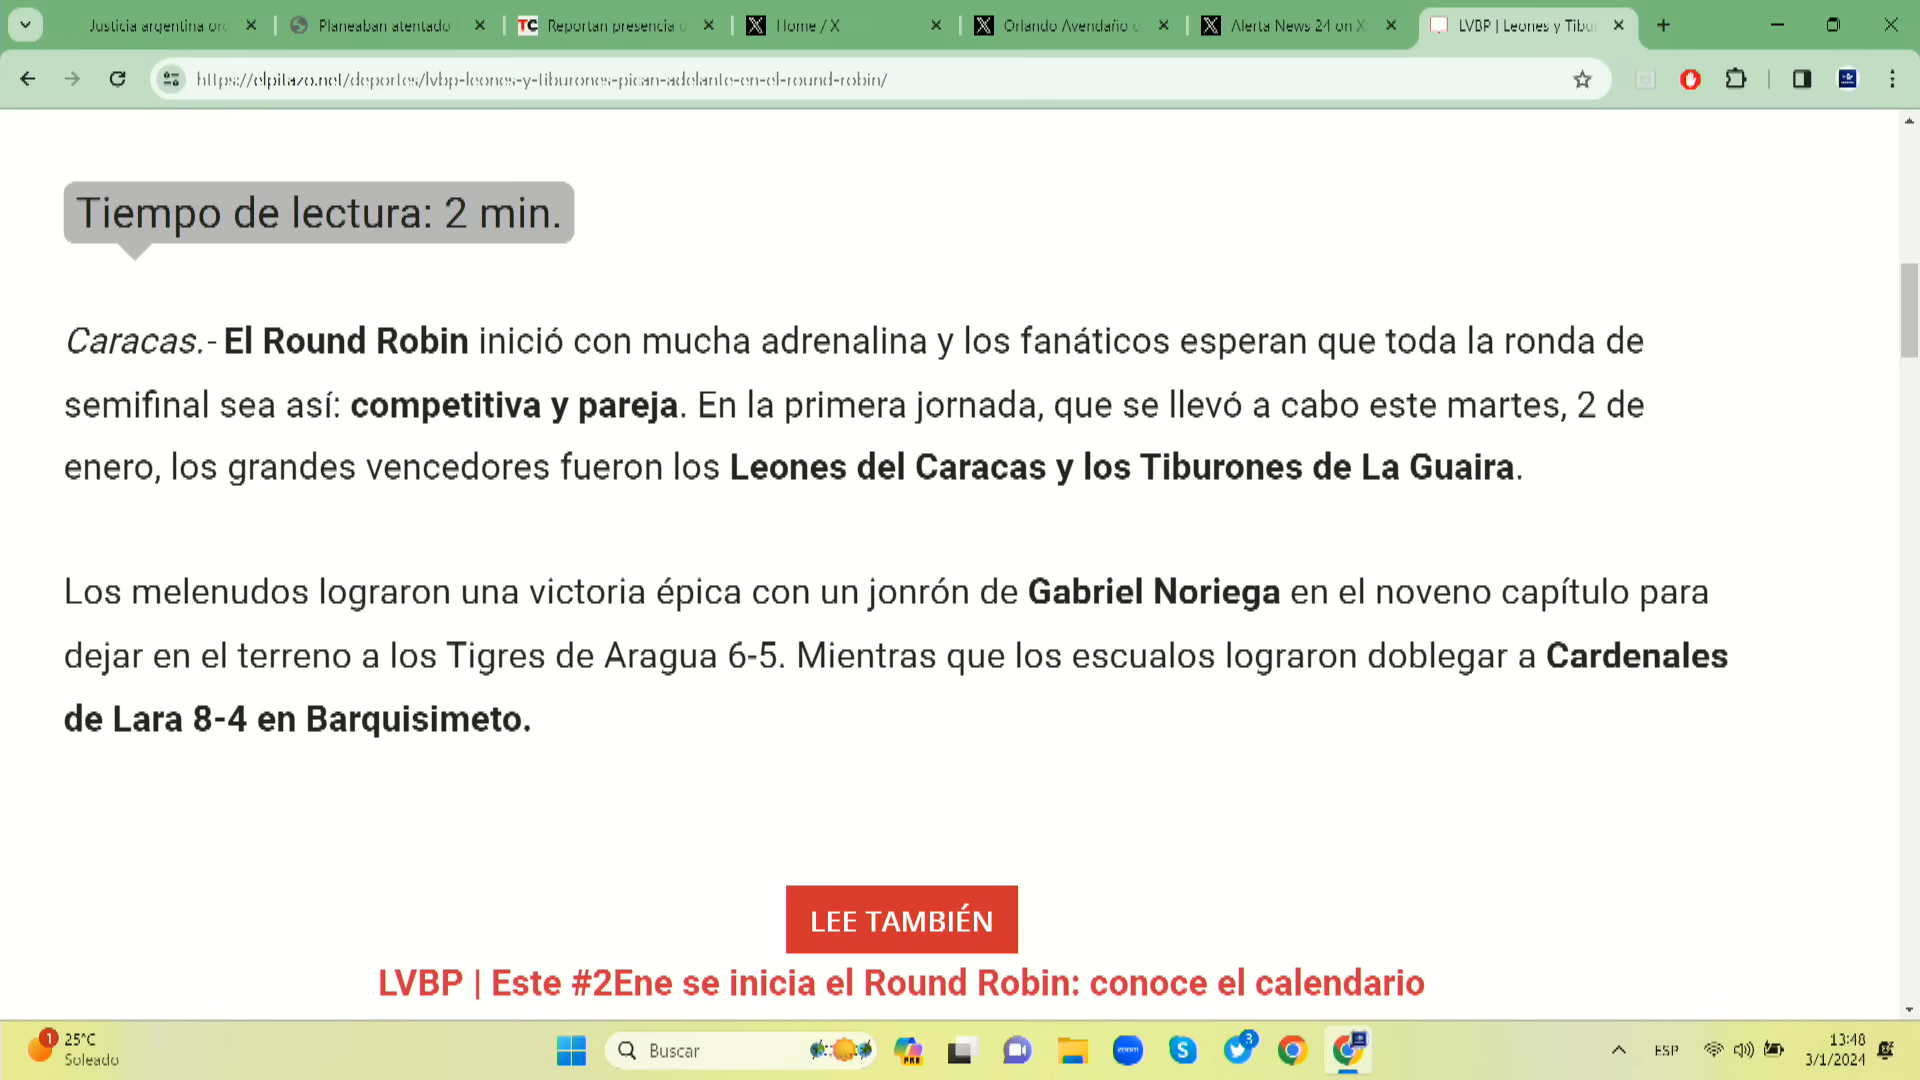 Justicia argentina ord
Planeaban atentado
TC Reportan presencia d
Home / X
Orlando Avendaño o
Alerta News 24 on X
LVBP | Leones y Tibu
https://elpitazo.net/deportes/lvbp-leones-y-tiburones-pican-adelante-en-el-round-robin/
Tiempo de lectura: 2 min.
Caracas.- El Round Robin inició con mucha adrenalina y los fanáticos esperan que toda la ronda de
semifinal sea así: competitiva y pareja. En la primera jornada, que se llevó a cabo este martes, 2 de
enero, los grandes vencedores fueron los Leones del Caracas y los Tiburones de La Guaira.
Los melenudos lograron una victoria épica con un jonrón de Gabriel Noriega en el noveno capítulo para
dejar en el terreno a los Tigres de Aragua 6-5. Mientras que los escualos lograron doblegar a Cardenales
de Lara 8-4 en Barquisimeto.
LEE TAMBIÉN
LVBP | Este #2Ene se inicia el Round Robin: conoce el calendario
1
25°C
Soleado
Buscar
PRE
zoom
S
3
ESP
13:48
3/1/2024